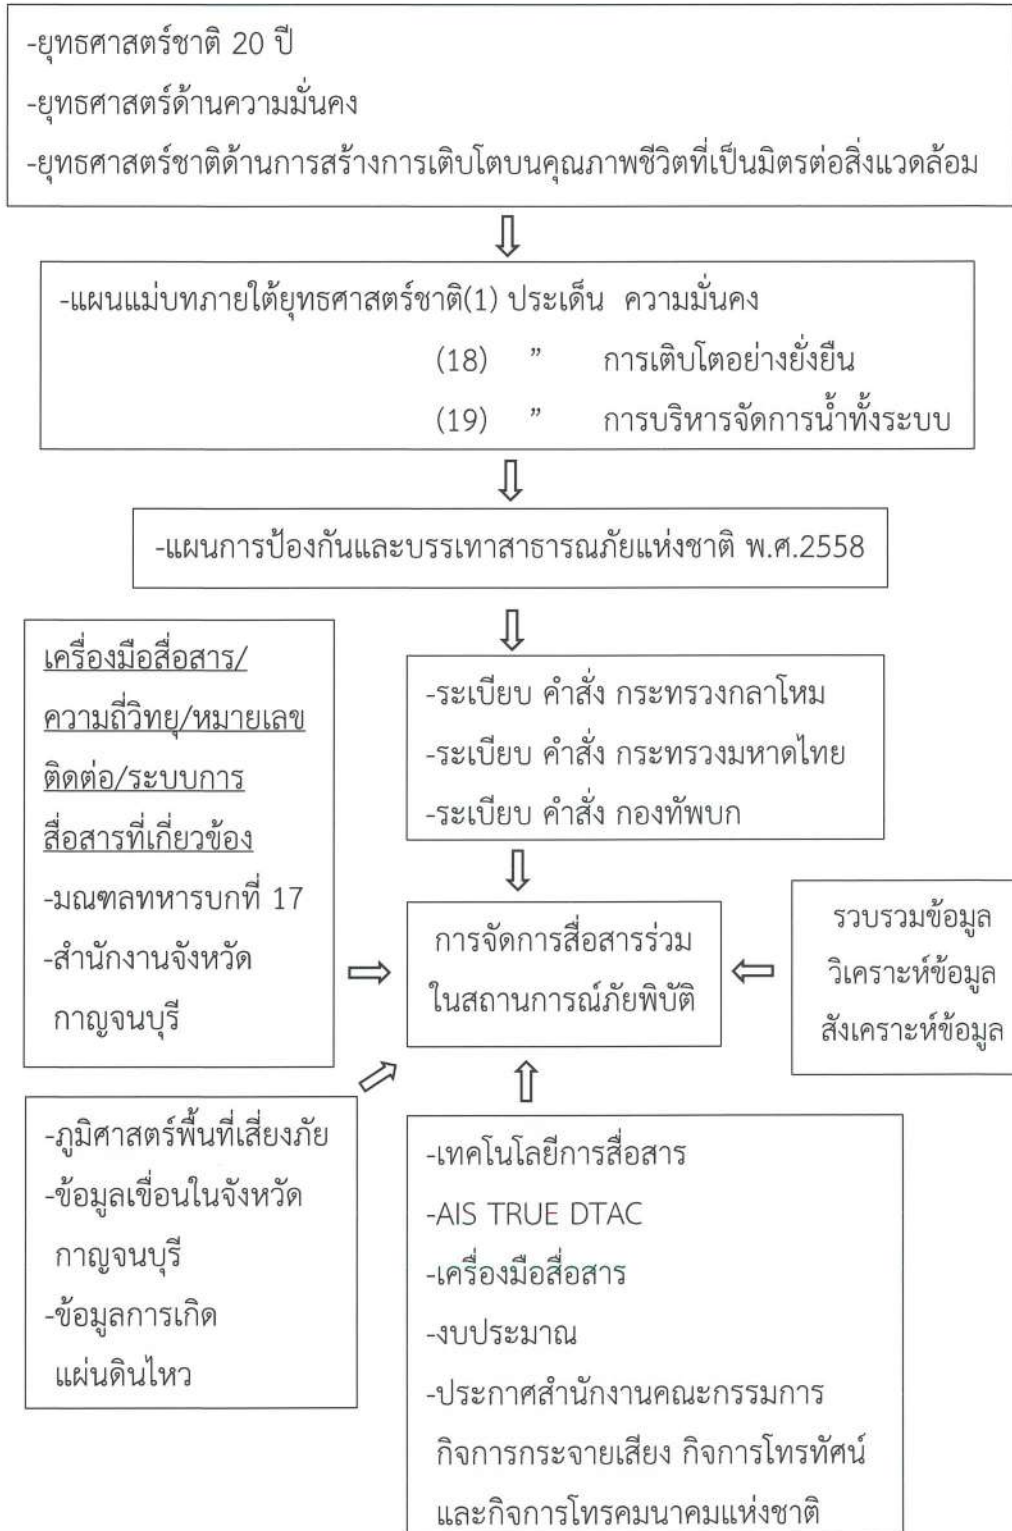 -ยุทธศาสตร์ชาติ 20 ปี
-ยุทธศาสตร์ด้านความมั่นคง
-ยุทธศาสตร์ชาติด้านการสร้างการเติบโตบนคุณภาพชีวิตที่เป็นมิตรต่อสิ่งแวดล้อม
-แผนแม่บทภายใต้ยุทธศาสตร์ชาติ(1) ประเด็น ความมั่นคง
(18) ” การเติบโตอย่างยั่งยืน
(19) ” การบริหารจัดการน้ำทั้งระบบ
-แผนการป้องกันและบรรเทาสาธารณภัยแห่งชาติ พ.ศ.2558
เครื่องมือสื่อสาร/
ความถี่วิทยุ/หมายเลข
ติดต่อ/ระบบการ
สื่อสารที่เกี่ยวข้อง
-มณฑลทหารบกที่ 17
-สำนักงานจังหวัด
กาญจนบุรี
-ระเบียบ คำสั่ง กระทรวงกลาโหม
-ระเบียบ คำสั่ง กระทรวงมหาดไทย
-ระเบียบ คำสั่ง กองทัพบก
การจัดการสื่อสารร่วม
ในสถานการณ์ภัยพิบัติ
รวบรวมข้อมูล
วิเคราะห์ข้อมูล
สังเคราะห์ข้อมูล
-ภูมิศาสตร์พื้นที่เสี่ยงภัย
-ข้อมูลเขื่อนในจังหวัด
กาญจนบุรี
-ข้อมูลการเกิด
แผ่นดินไหว
-เทคโนโลยีการสื่อสาร
-AIS TRUE DTAC
-เครื่องมือสื่อสาร
-งบประมาณ
-ประกาศสำนักงานคณะกรรมการ
กิจการกระจายเสียง กิจการโทรทัศน์
และกิจการโทรคมนาคมแห่งชาติ